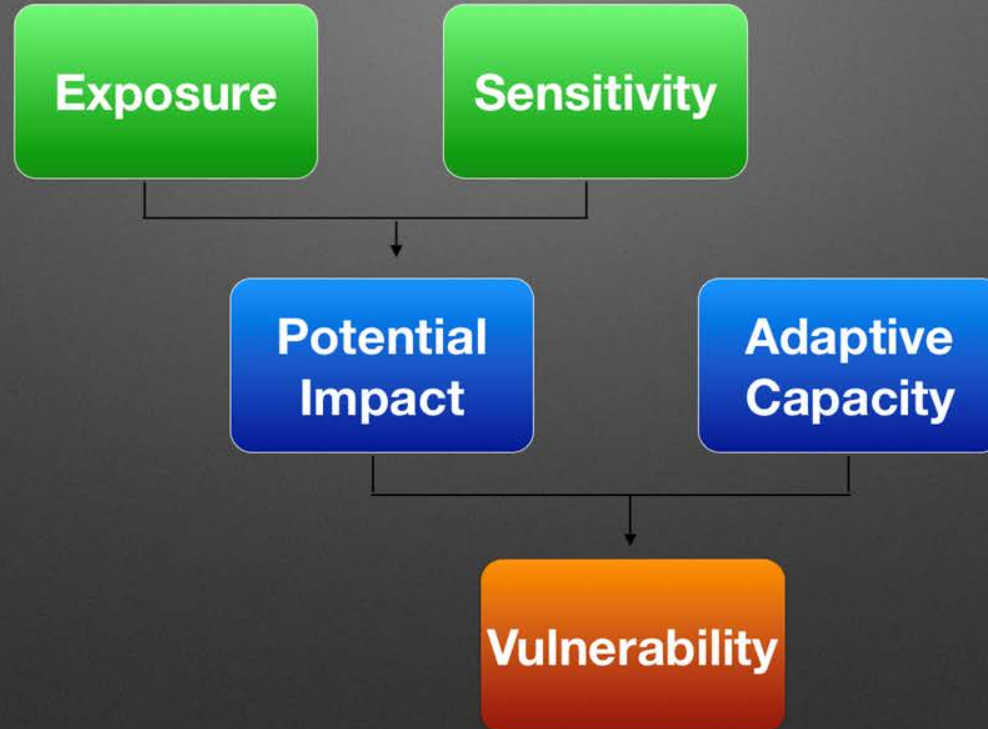 Exposure
Sensitivity
Potential
Impact
Adaptive
Capacity
Vulnerability